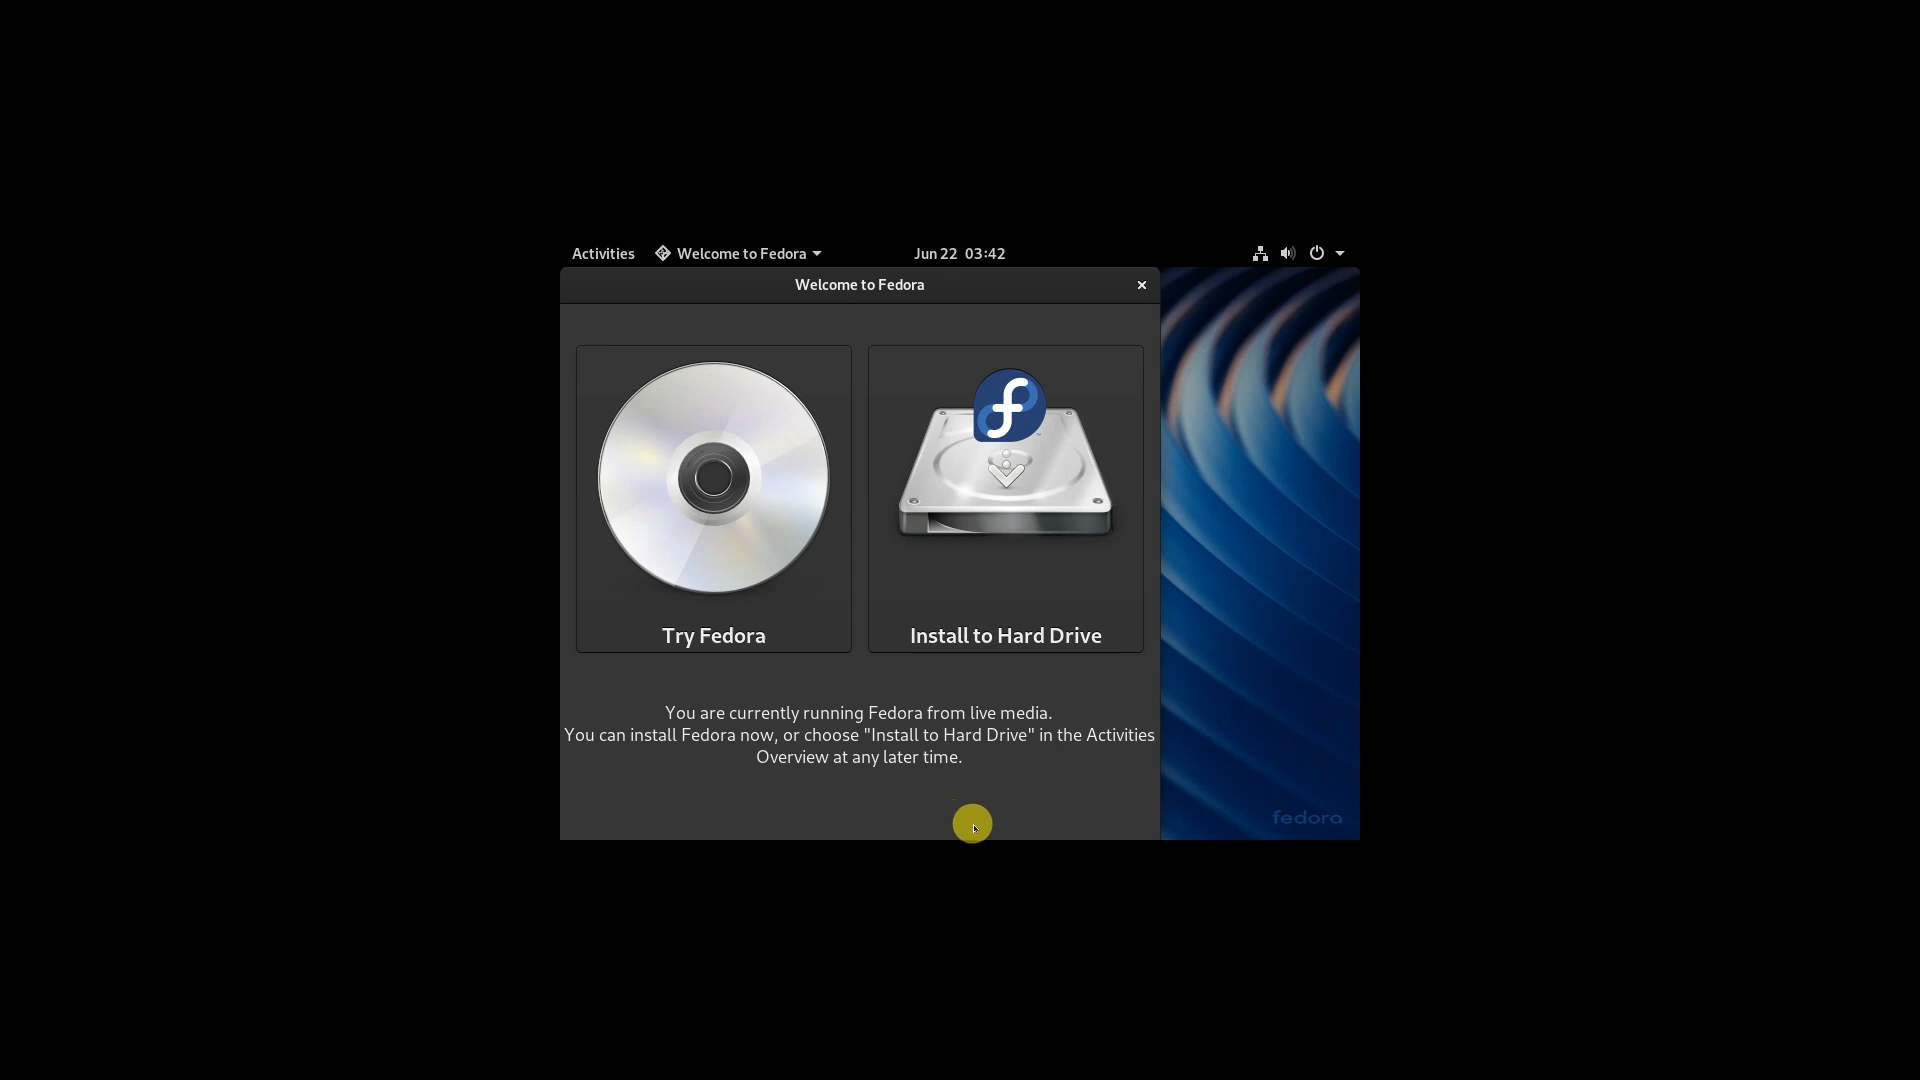 Activities
Welcome to Fedora
Jun 22 03:42
Welcome to Fedora
Try Fedora
Install to Hard Drive
You are currently running Fedora from live media.
You can install Fedora now, or choose "Install to Hard Drive" in the Activities
Overview at any later time.
fedora